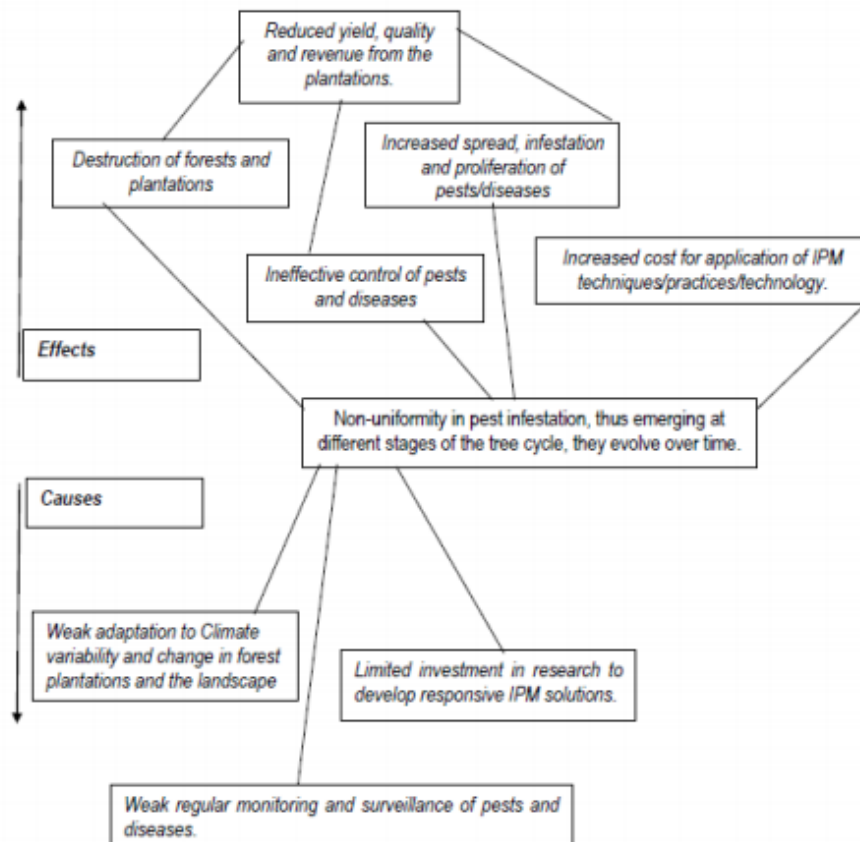 Reduced yield, quality
and revenue from the
plantations.
Destruction of forests and
plantations
Increased spread, infestation
and proliferation of
pests/diseases
Ineffective control of pests
and diseases
Increased cost for application of IPM
techniques/practices/technology.
Effects
Non-uniformity in pest infestation, thus emerging at
different stages of the tree cycle, they evolve over time.
Causes
Weak adaptation to Climate
variability and change in forest
plantations and the landscape
Limited investment in research to
develop responsive IPM solutions.
Weak regular monitoring and surveillance of pests and
diseases.